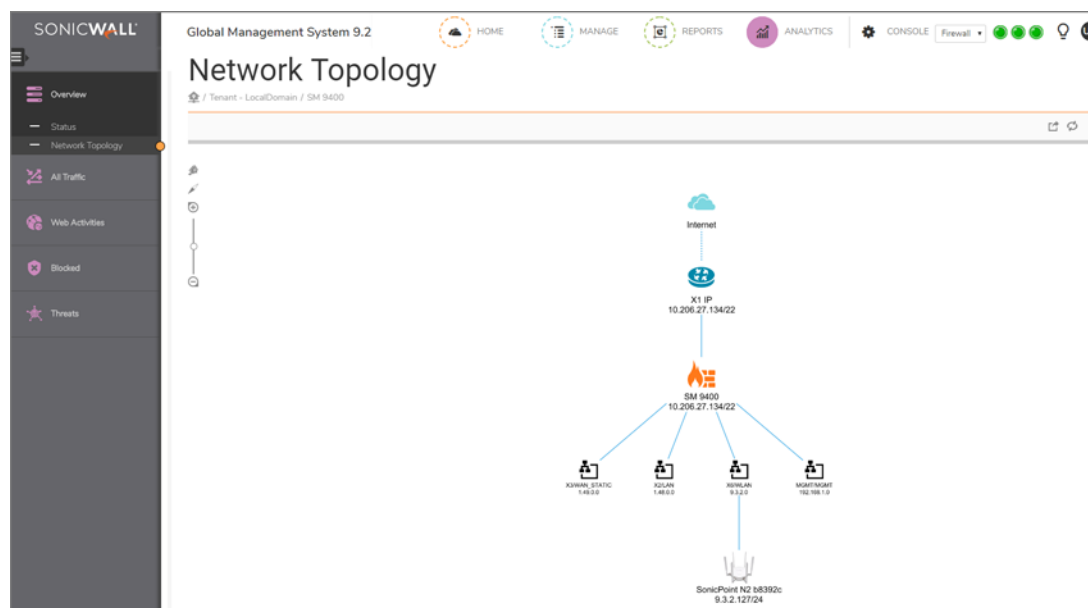 SONICWALL
Global Management System 9.2
HOME
MANAGE
REPORTS
ANALYTICS
CONSOLE
Firewall
Network Topology
/ Tenant - LocalDomain / SM 9400
Overview
Status
Network Topology
All Traffic
Web Activities
Blocked
Threats
Internet
X1 IP
10.206.27.134/22
SM 9400
10.206.27.134/22
X3/WAN_STATIC
1.49.0.0
X2/LAN
1.48.0.0
X6/WLAN
9.3.2.0
MGMT/MGMT
192.168.1.0
SonicPoint N2 b8392c
9.3.2.127/24